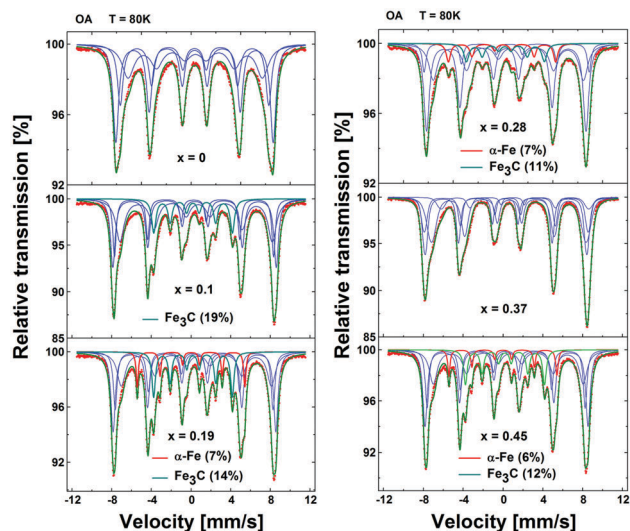 OA T = 80K
100
96
92
x = 0
100
95
90
85
x = 0.1
Fe3C (19%)
100
96
92
x = 0.19
α-Fe (7%)
Fe3C (14%)
Relative transmission [%]
-12 -8 -4 0 4 8 12
Velocity [mm/s]
OA T = 80K
100
96
92
x = 0.28
α-Fe (7%)
Fe3C (11%)
100
95
90
85
x = 0.37
100
96
92
x = 0.45
α-Fe (6%)
Fe3C (12%)
Relative transmission [%]
-12 -8 -4 0 4 8 12
Velocity [mm/s]